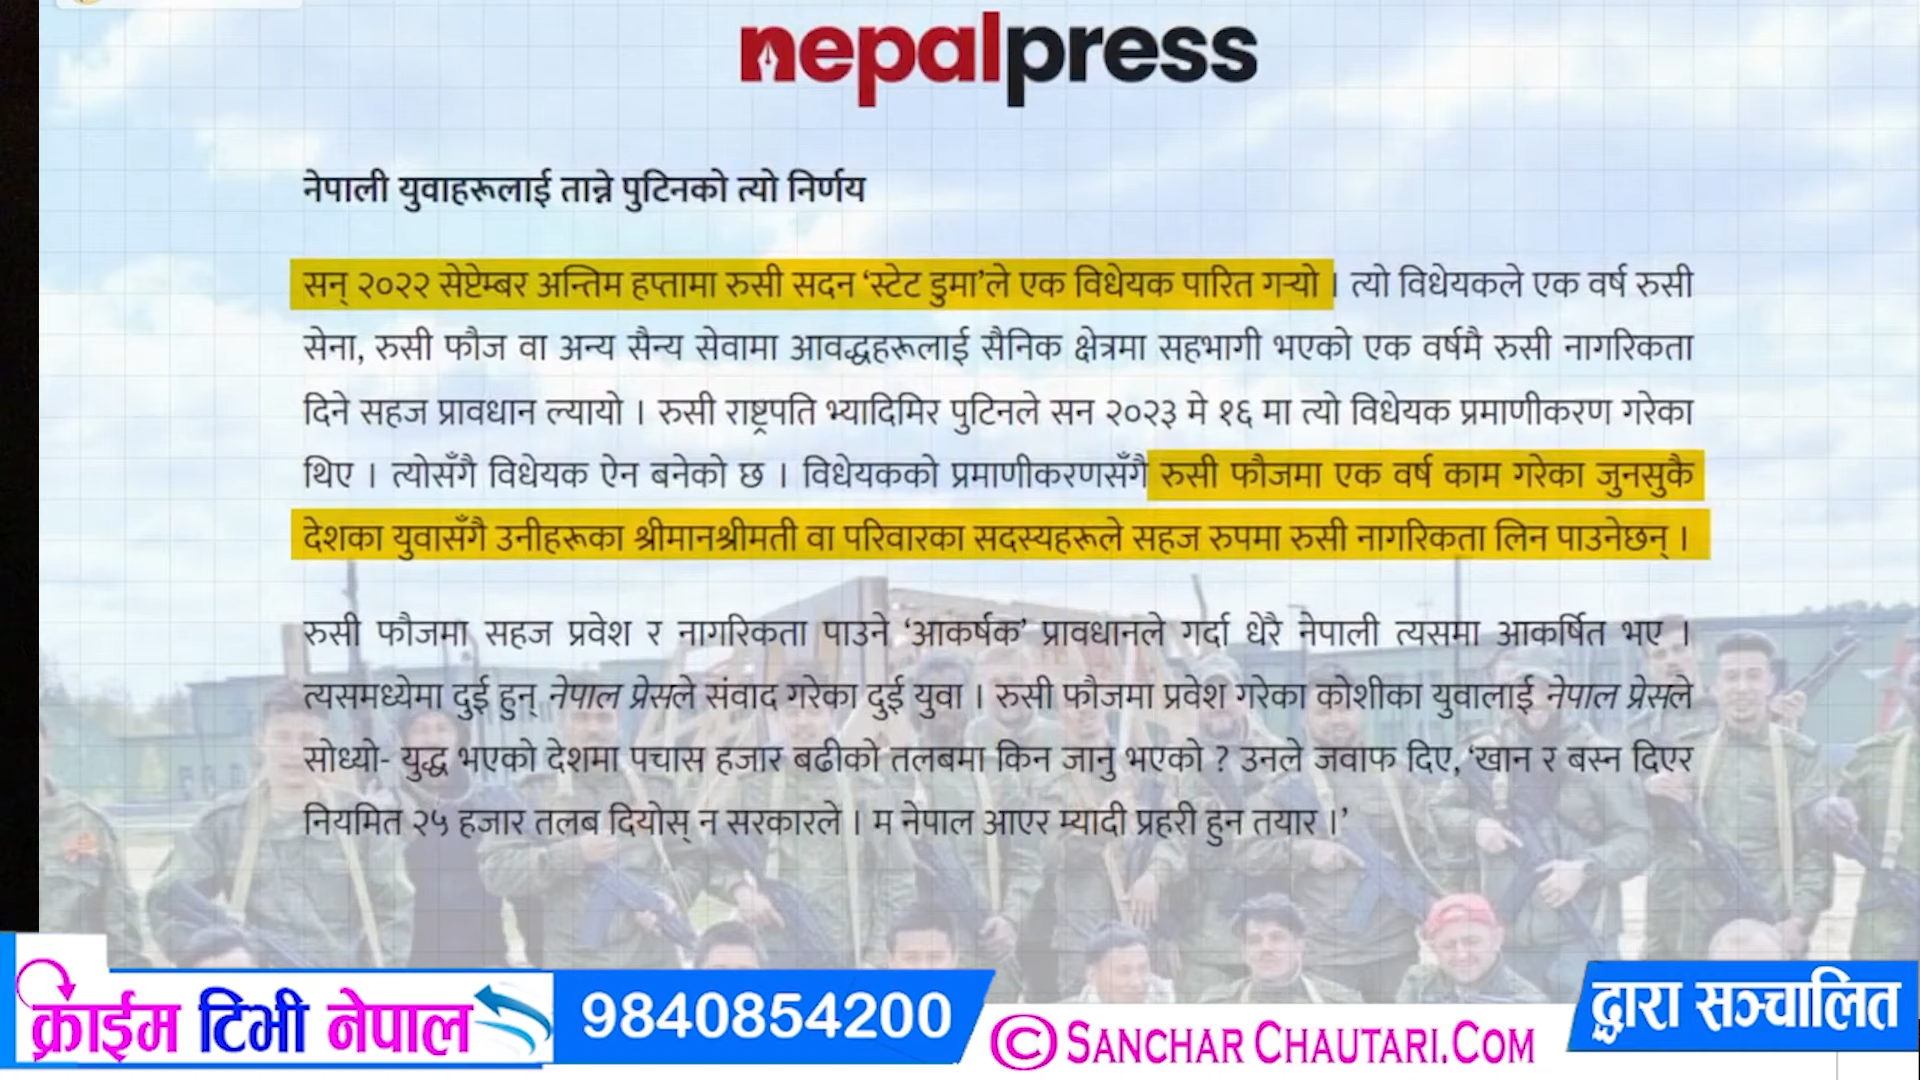 nepalpress
नेपाली युवाहरूलाई तान्ने पुटिनको त्यो निर्णय
सन् २०२२ सेप्टेम्बर अन्तिम हप्तामा रुसी सदन ‘स्टेट डुमा’ले एक विधेयक पारित गर्‍यो । त्यो विधेयकले एक वर्ष रुसी
सेना, रुसी फौज वा अन्य सैन्य सेवामा आवद्धहरूलाई सैनिक क्षेत्रमा सहभागी भएको एक वर्षमै रुसी नागरिकता
दिने सहज प्रावधान ल्यायो । रुसी राष्ट्रपति भ्यादिमिर पुटिनले सन २०२३ मे १६ मा त्यो विधेयक प्रमाणीकरण गरेका
थिए । त्योसँगै विधेयक ऐन बनेको छ । विधेयकको प्रमाणीकरणसँगै रुसी फौजमा एक वर्ष काम गरेका जुनसुकै
देशका युवासँगै उनीहरूका श्रीमानश्रीमती वा परिवारका सदस्यहरूले सहज रुपमा रुसी नागरिकता लिन पाउनेछन् ।
रुसी फौजमा सहज प्रवेश र नागरिकता पाउने ‘आकर्षक’ प्रावधानले गर्दा धेरै नेपाली त्यसमा आकर्षित भए ।
त्यसमध्येमा दुई हुन् नेपाल प्रेसले संवाद गरेका दुई युवा । रुसी फौजमा प्रवेश गरेका कोशीका युवालाई नेपाल प्रेसले
सोध्यो- युद्ध भएको देशमा पचास हजार बढीको तलबमा किन जानु भएको ? उनले जवाफ दिए, ‘खान र बस्न दिएर
नियमित २५ हजार तलब दियोस् न सरकारले । म नेपाल आएर म्यादी प्रहरी हुन तयार ।’
क्राईम टिभी नेपाल 9840854200 © SANCHAR CHAUTARI.COM द्वारा सञ्चालित